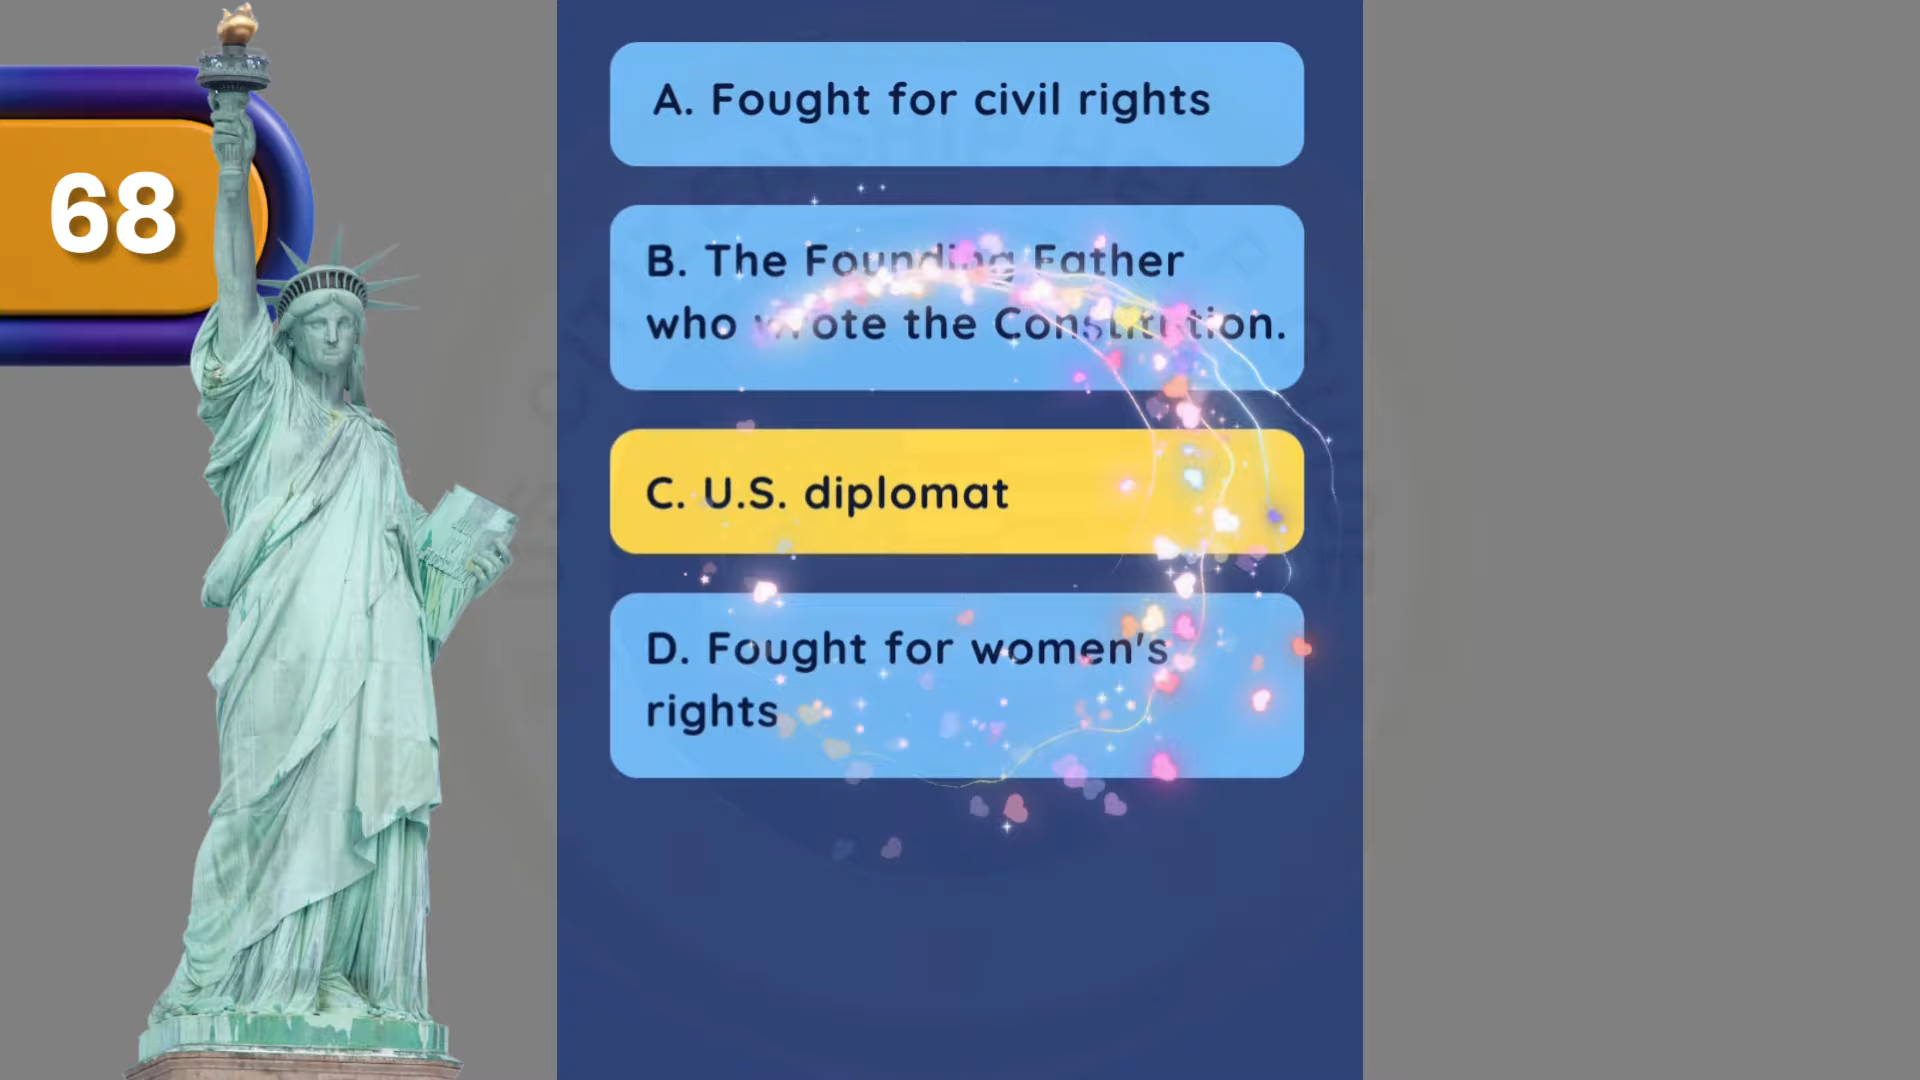 68
A. Fought for civil rights
B. The Founding Father
who wrote the Constitution.
C. U.S. diplomat
D. Fought for women's
rights